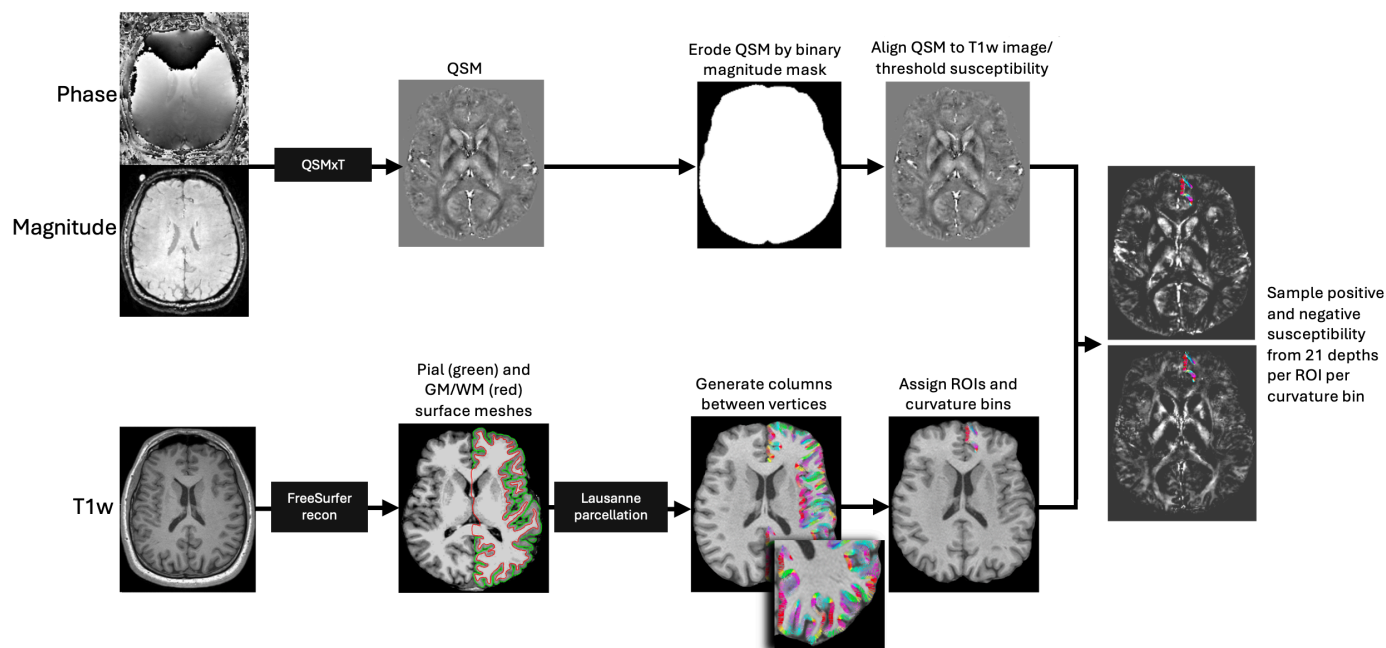 Phase
Magnitude
QSMxT
QSM
Erode QSM by binary
magnitude mask
Align QSM to T1w image/
threshold susceptibility
Sample positive
and negative
susceptibility
from 21 depths
per ROI per
curvature bin
T1w
FreeSurfer
recon
Pial (green) and
GM/WM (red)
surface meshes
Lausanne
parcellation
Generate columns
between vertices
Assign ROIs and
curvature bins